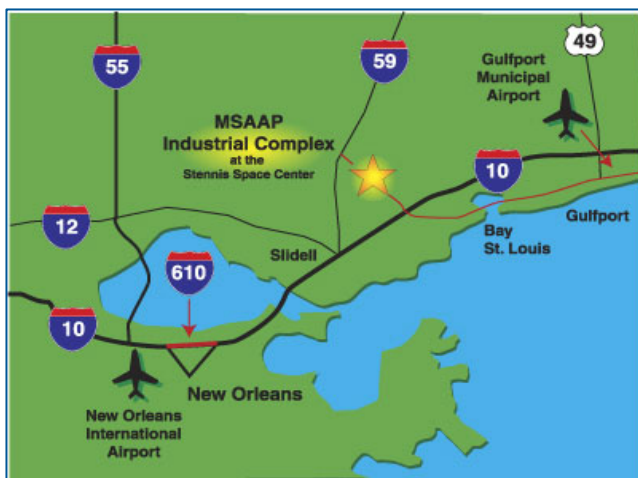 55
59
49
Gulfport
Municipal
Airport
MSAAP
Industrial Complex
at the
Stennis Space Center
10
12
Slidell
Bay
St. Louis
Gulfport
610
10
New Orleans
New Orleans
International
Airport